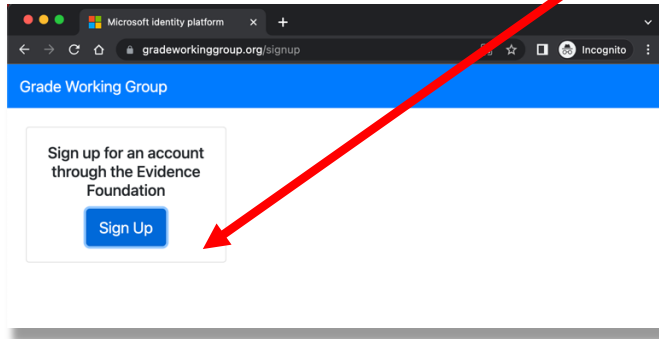 Microsoft identity platform
gradeworkinggroup.org/signup
Incognito
Grade Working Group
Sign up for an account
through the Evidence
Foundation
Sign Up